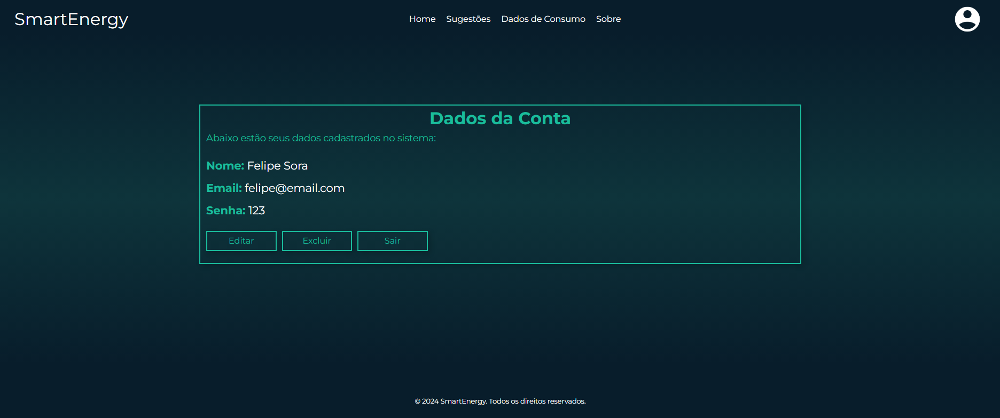 SmartEnergy
Home Sugestões Dados de Consumo Sobre
Dados da Conta
Abaixo estão seus dados cadastrados no sistema:
Nome: Felipe Sora
Email: felipe@email.com
Senha: 123
Editar Excluir Sair
© 2024 SmartEnergy. Todos os direitos reservados.